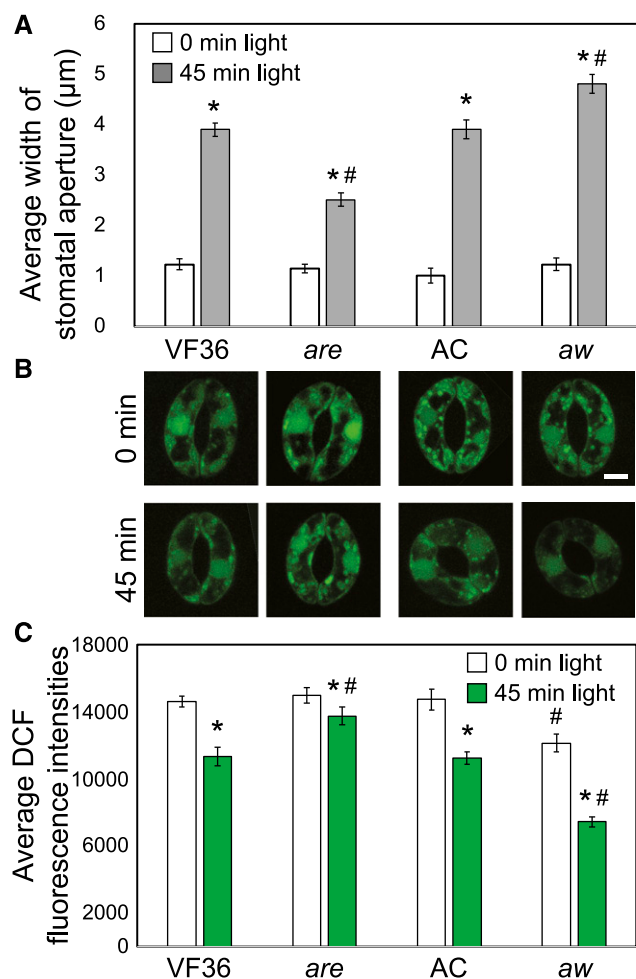 A
Average width of
stomatal aperture (µm)
6
5
4
3
2
1
0
0 min light
45 min light
*
* #
*
* #
VF36
are
AC
aw
B
0 min
45 min
C
Average DCF
fluorescence intensities
18000
14000
10000
6000
2000
0
0 min light
45 min light
*
* #
*
#
* #
VF36
are
AC
aw